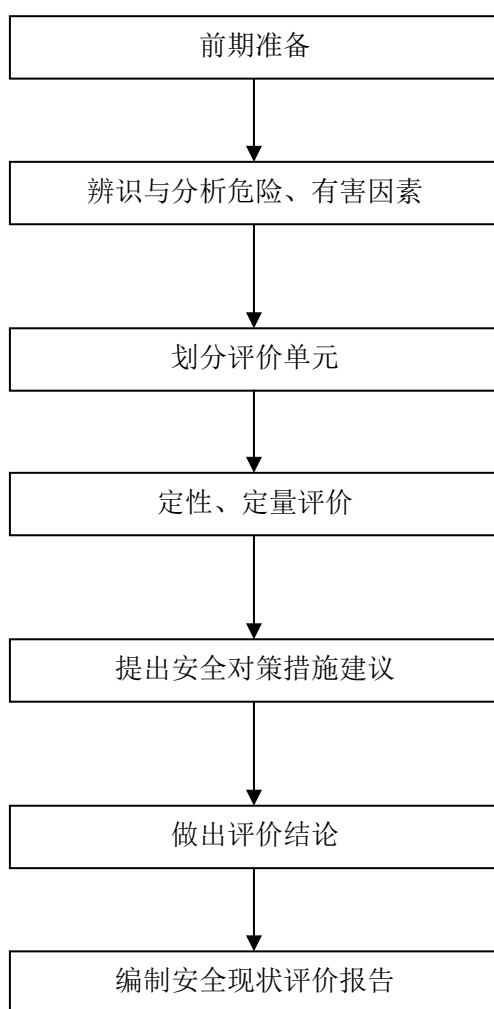 前期准备
辨识与分析危险、有害因素
划分评价单元
定性、定量评价
提出安全对策措施建议
做出评价结论
编制安全现状评价报告